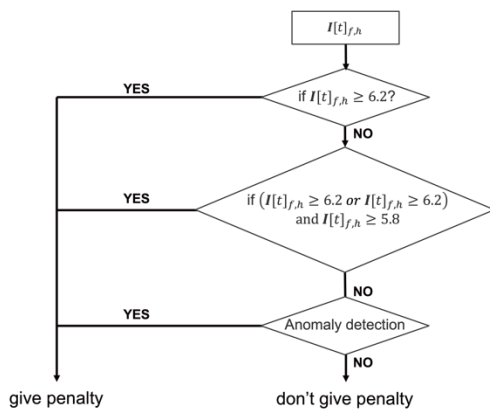 I[t]f,h
YES
if I[t]f,h ≥ 6.2?
NO
YES
if (I[t]f,h ≥ 6.2 or I[t]f,h ≥ 6.2)
and I[t]f,h ≥ 5.8
NO
YES
Anomaly detection
NO
give penalty
don't give penalty